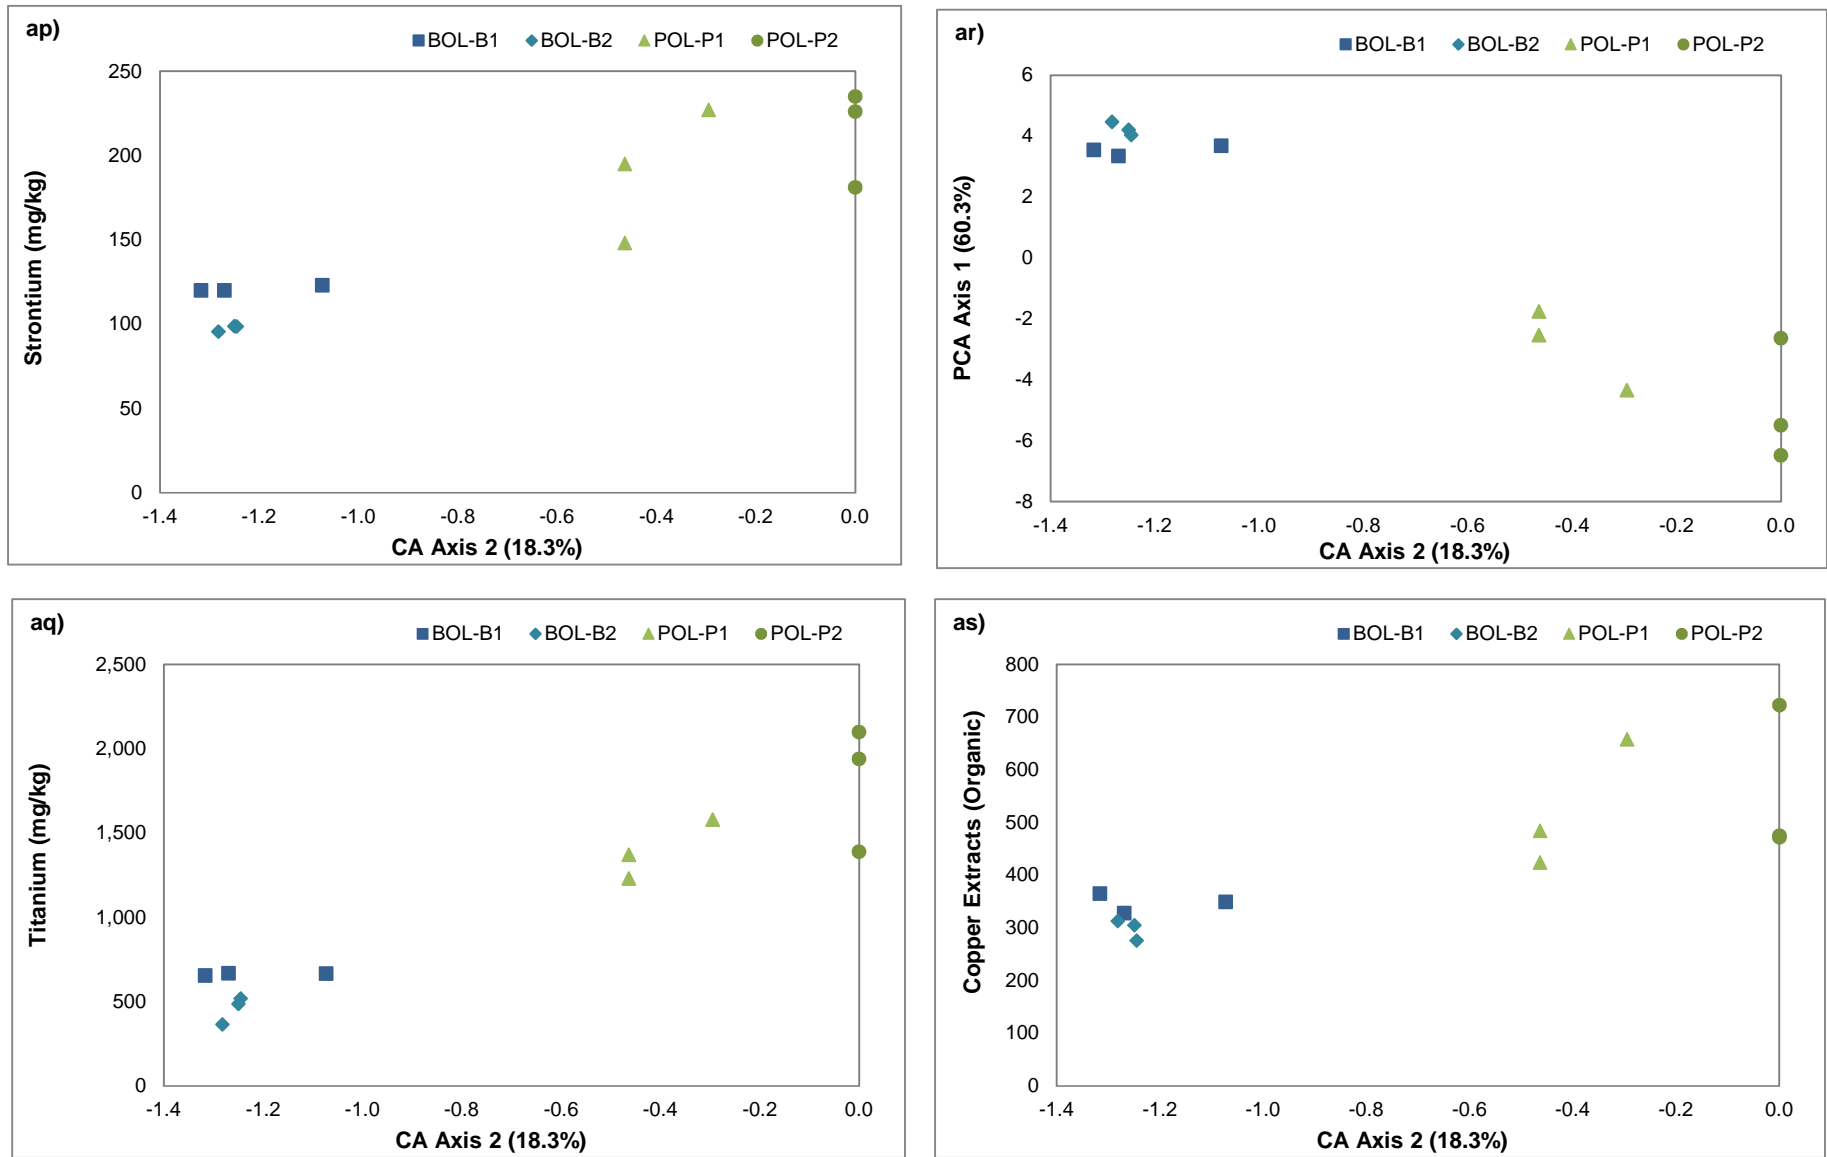 ap)
BOL-B1 BOL-B2 POL-P1 POL-P2
250
200
150
100
50
0
Strontium (mg/kg)
-1.4 -1.2 -1.0 -0.8 -0.6 -0.4 -0.2 0.0
CA Axis 2 (18.3%)
ar)
BOL-B1 BOL-B2 POL-P1 POL-P2
6
4
2
0
-2
-4
-6
-8
PCA Axis 1 (60.3%)
-1.4 -1.2 -1.0 -0.8 -0.6 -0.4 -0.2 0.0
CA Axis 2 (18.3%)
aq)
BOL-B1 BOL-B2 POL-P1 POL-P2
2,500
2,000
1,500
1,000
500
0
Titanium (mg/kg)
-1.4 -1.2 -1.0 -0.8 -0.6 -0.4 -0.2 0.0
CA Axis 2 (18.3%)
as)
BOL-B1 BOL-B2 POL-P1 POL-P2
800
700
600
500
400
300
200
100
0
Copper Extracts (Organic)
-1.4 -1.2 -1.0 -0.8 -0.6 -0.4 -0.2 0.0
CA Axis 2 (18.3%)